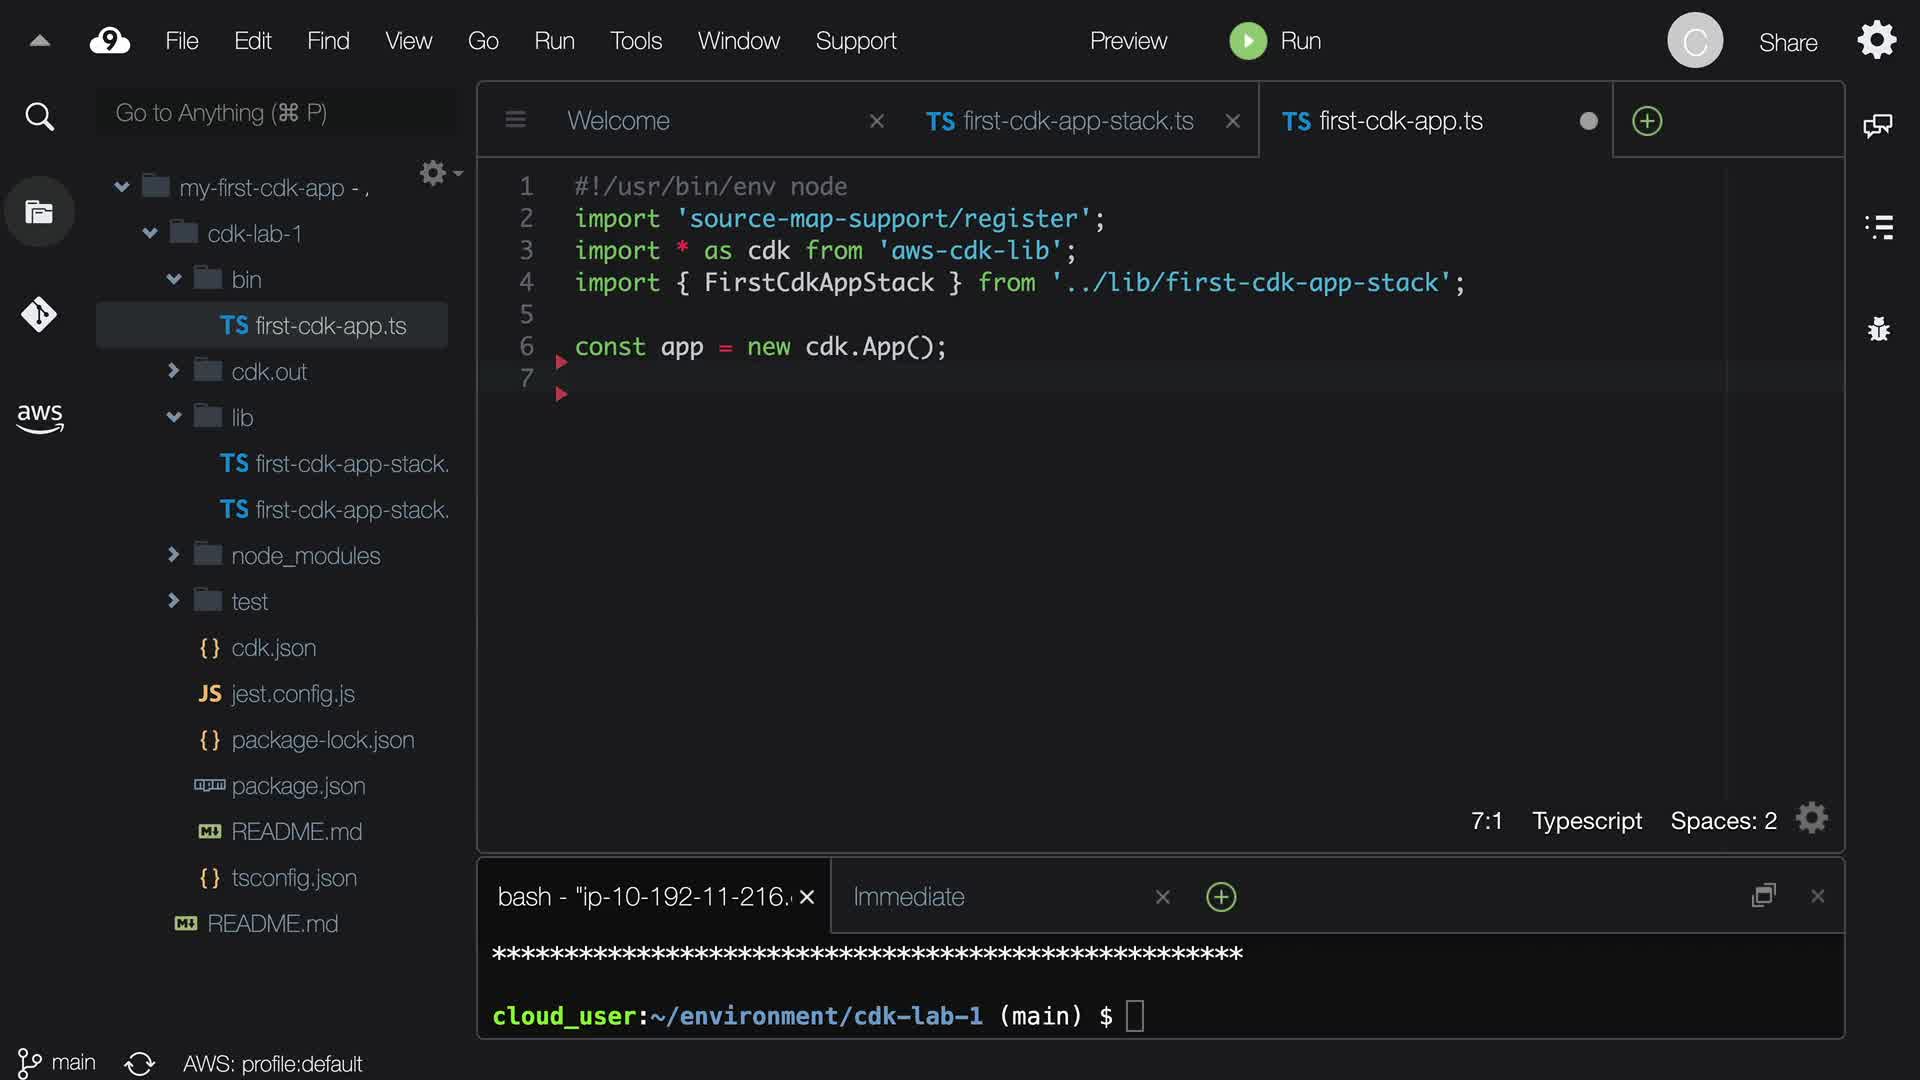 9 File Edit Find View Go Run Tools Window Support Preview Run C Share
Go to Anything (⌘ P)
Welcome TS first-cdk-app-stack.ts TS first-cdk-app.ts
my-first-cdk-app - .
cdk-lab-1
bin
TS first-cdk-app.ts
cdk.out
lib
TS first-cdk-app-stack.
TS first-cdk-app-stack.
node_modules
test
{} cdk.json
JS jest.config.js
{} package-lock.json
package.json
M↓ README.md
{} tsconfig.json
M↓ README.md
aws
1 #!/usr/bin/env node
2 import 'source-map-support/register';
3 import * as cdk from 'aws-cdk-lib';
4 import { FirstCdkAppStack } from '../lib/first-cdk-app-stack';
5
6 const app = new cdk.App();
7
7:1 Typescript Spaces: 2
bash - "ip-10-192-11-216. Immediate
****************************************************
cloud_user:~/environment/cdk-lab-1 (main) $
main AWS: profile:default